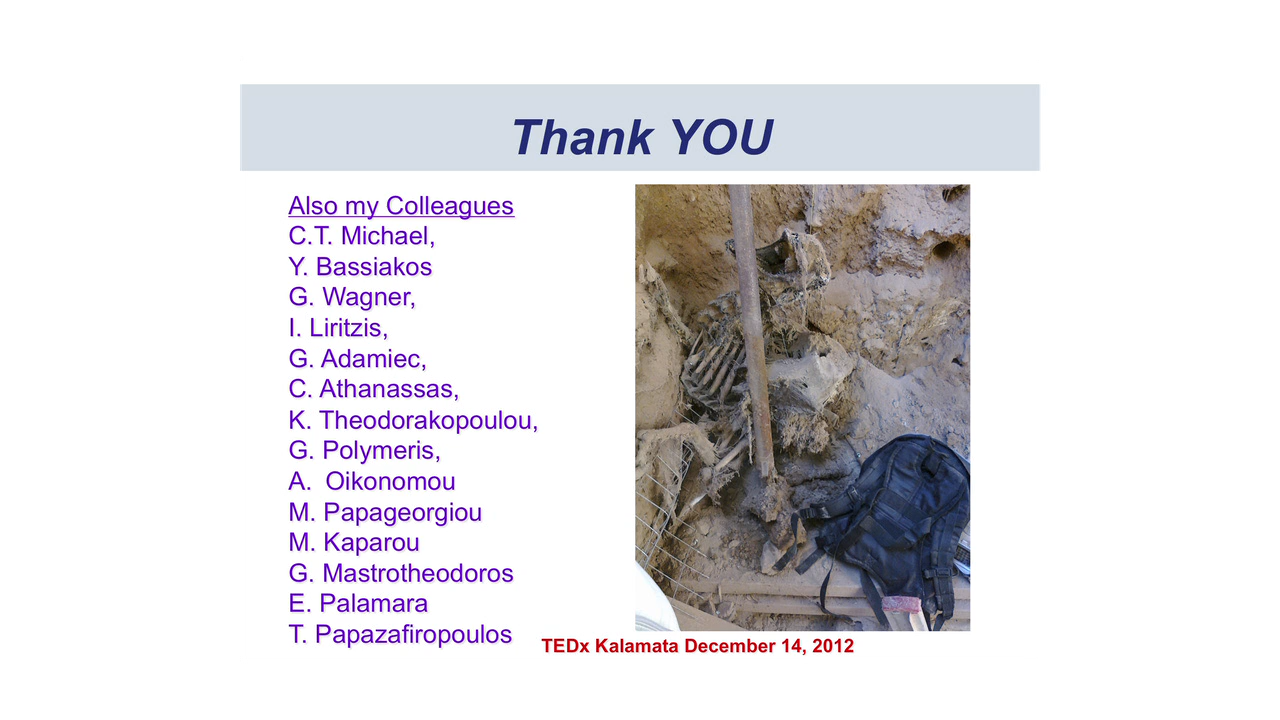 Thank YOU
Also my Colleagues
C.T. Michael,
Y. Bassiakos
G. Wagner,
I. Liritzis,
G. Adamiec,
C. Athanassas,
K. Theodorakopoulou,
G. Polymeris,
A.  Oikonomou
M. Papageorgiou
M. Kaparou
G. Mastrotheodoros
E. Palamara
T. Papazafiropoulos
TEDx Kalamata December 14, 2012